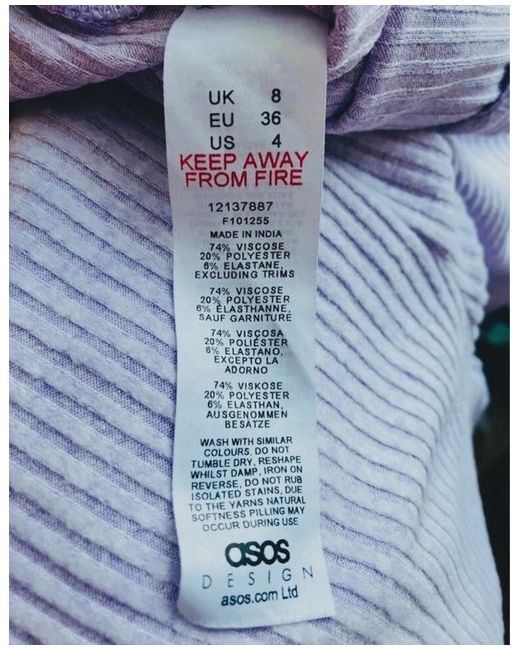 UK 8
EU 36
US 4
KEEP AWAY
FROM FIRE
12137887
F101255
MADE IN INDIA
74% VISCOSE
20% POLYESTER
6% ELASTANE,
EXCLUDING TRIMS
74% VISCOSE
20% POLYESTER
6% ÉLASTHANNE,
SAUF GARNITURE
74% VISCOSA
20% POLIÉSTER
6% ELASTANO,
EXCEPTO LA
ADORNO
74% VISKOSE
20% POLYESTER
6% ELASTHAN,
AUSGENOMMEN
BESÄTZE
WASH WITH SIMILAR
COLOURS, DO NOT
TUMBLE DRY, RESHAPE
WHILST DAMP, IRON ON
REVERSE, DO NOT RUB
ISOLATED STAINS, DUE
TO THE YARNS NATURAL
SOFTNESS PILLING MAY
OCCUR DURING USE
asos
DESIGN
asos.com Ltd